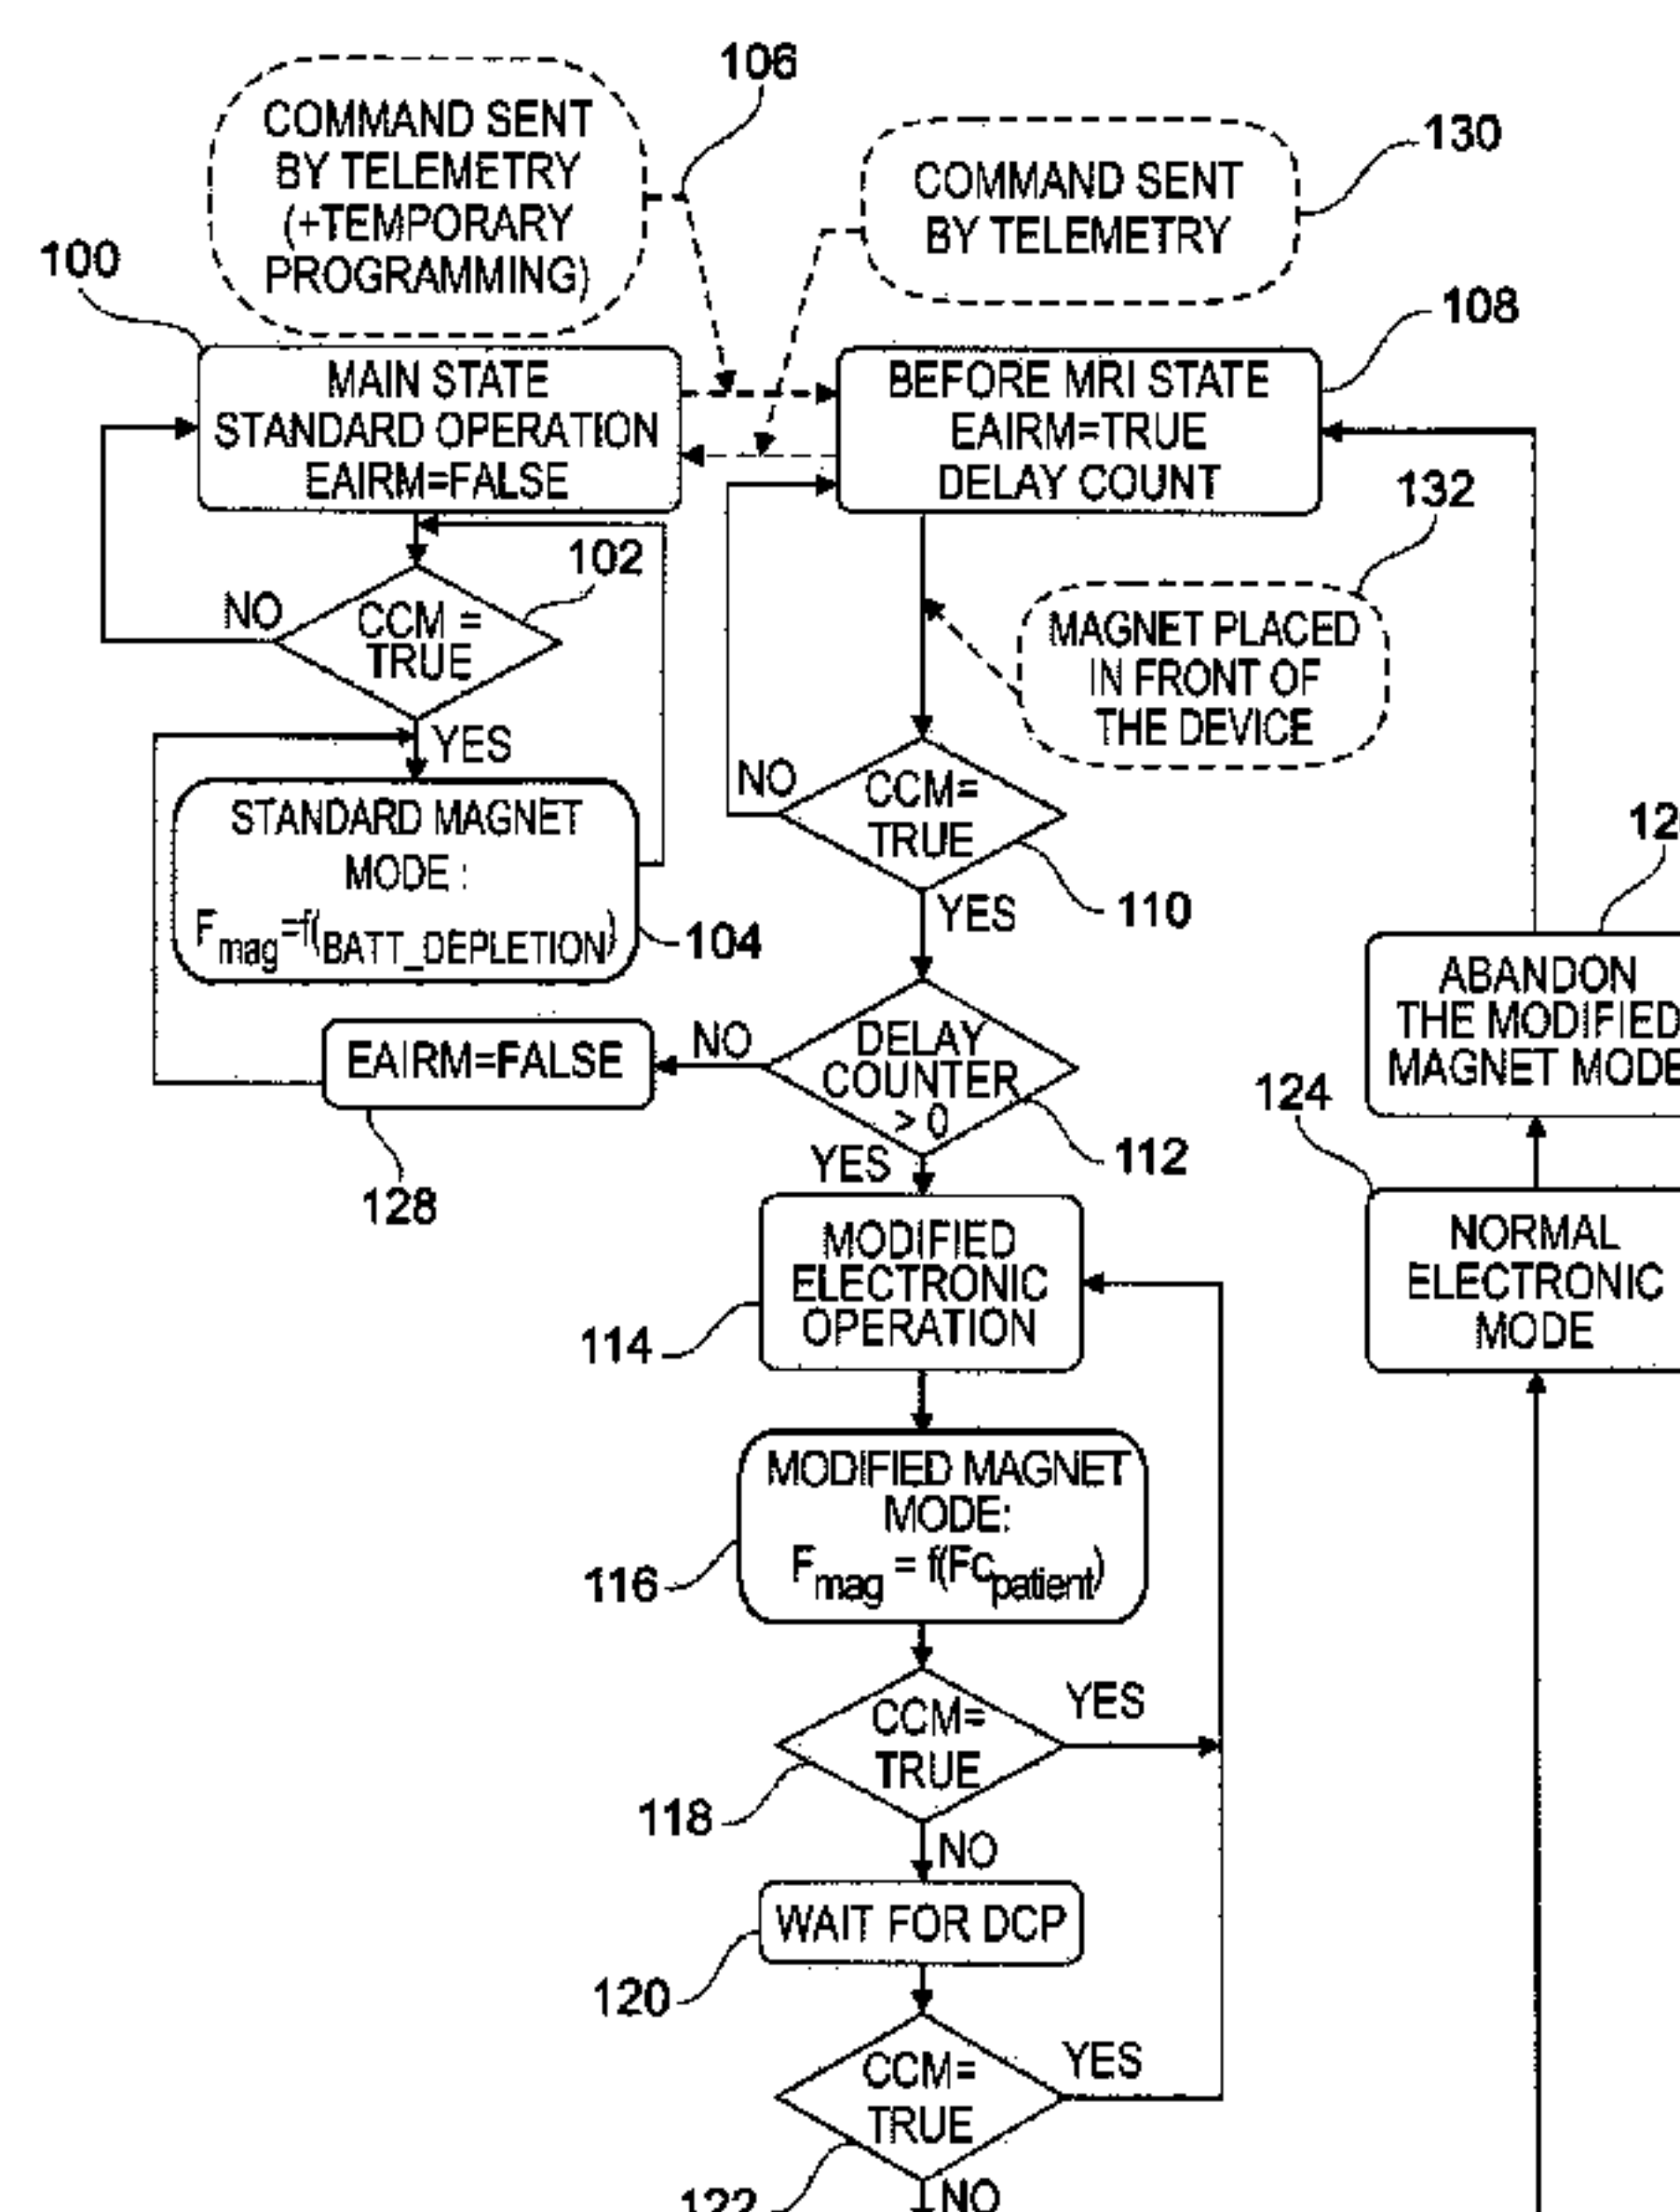 106
COMMAND SENT
BY TELEMETRY
(+TEMPORARY
PROGRAMMING)
130
COMMAND SENT
BY TELEMETRY
100
108
MAIN STATE
STANDARD OPERATION
EAIRM=FALSE
BEFORE MRI STATE
EAIRM=TRUE
DELAY COUNT
132
102
NO
CCM =
TRUE
YES
MAGNET PLACED
IN FRONT OF
THE DEVICE
STANDARD MAGNET
MODE :
Fmag=f(BATT_DEPLETION)
104
NO
CCM=
TRUE
110
YES
12
ABANDON
THE MODIFIED
MAGNET MODE
EAIRM=FALSE
128
NO
DELAY
COUNTER
> 0
112
YES
124
NORMAL
ELECTRONIC
MODE
MODIFIED
ELECTRONIC
OPERATION
114
MODIFIED MAGNET
MODE:
Fmag = f(Fcpatient)
116
CCM=
TRUE
YES
118
NO
WAIT FOR DCP
120
CCM=
TRUE
YES
122
NO